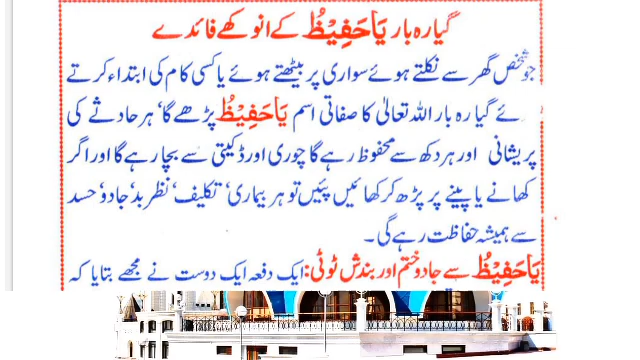 گیارہ بار یَاحَفِیْظُ کے انوکھے فائدے
جو شخص گھر سے نکلتے ہوئے سواری پر بیٹھتے ہوئے یا کسی کام کی ابتداء کرتے
ئے گیارہ بار اللہ تعالیٰ کا صفاتی اسم یَاحَفِیْظُ پڑھے گا' ہر حادثے کی
پریشانی اور ہر دکھ سے محفوظ رہے گا چوری اور ڈکیتی سے بچا رہے گا اور اگر
کھانے یا پینے پر پڑھ کر کھائیں پئیں تو ہر بیماری' تکلیف' نظر بد' جادو' حسد
سے ہمیشہ حفاظت رہے گی۔
یَاحَفِیْظُ سے جادو ختم اور بندش ٹوٹی: ایک دفعہ ایک دوست نے مجھے بتایا کہ